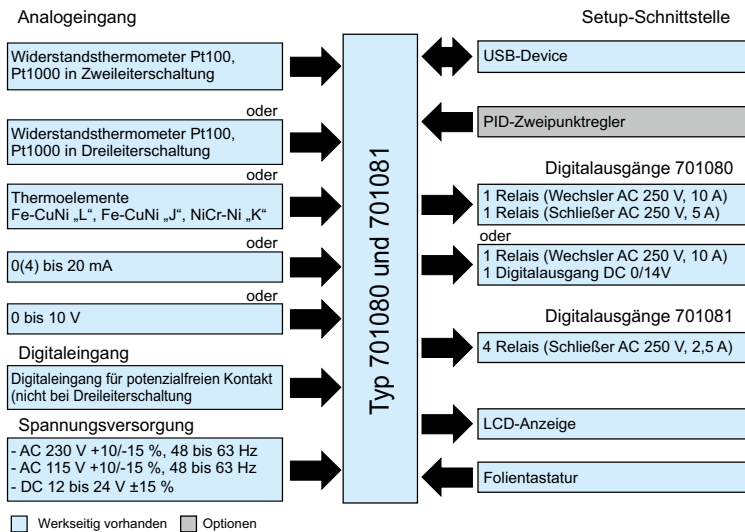 Analogeingang
Widerstandsthermometer Pt100,
Pt1000 in Zweileiterschaltung
oder
Widerstandsthermometer Pt100,
Pt1000 in Dreileiterschaltung
oder
Thermoelemente
Fe-CuNi „L“, Fe-CuNi „J“, NiCr-Ni „K“
oder
0(4) bis 20 mA
oder
0 bis 10 V
Digitaleingang
Digitaleingang für potenzialfreien Kontakt
(nicht bei Dreileiterschaltung
Spannungsversorgung
- AC 230 V +10/-15 %, 48 bis 63 Hz
- AC 115 V +10/-15 %, 48 bis 63 Hz
- DC 12 bis 24 V ±15 %
Typ 701080 und 701081
Setup-Schnittstelle
USB-Device
PID-Zweipunktregler
Digitalausgänge 701080
1 Relais (Wechsler AC 250 V, 10 A)
1 Relais (Schließer AC 250 V, 5 A)
oder
1 Relais (Wechsler AC 250 V, 10 A)
1 Digitalausgang DC 0/14V
Digitalausgänge 701081
4 Relais (Schließer AC 250 V, 2,5 A)
LCD-Anzeige
Folientastatur
Werkseitig vorhanden
Optionen